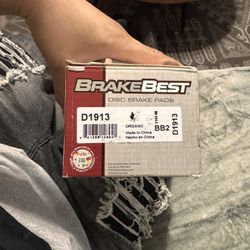 BRAKEBEST
DISC BRAKE PADS
D1913
ORGANIC
Made in China
Hecho en China
BB2
D1913